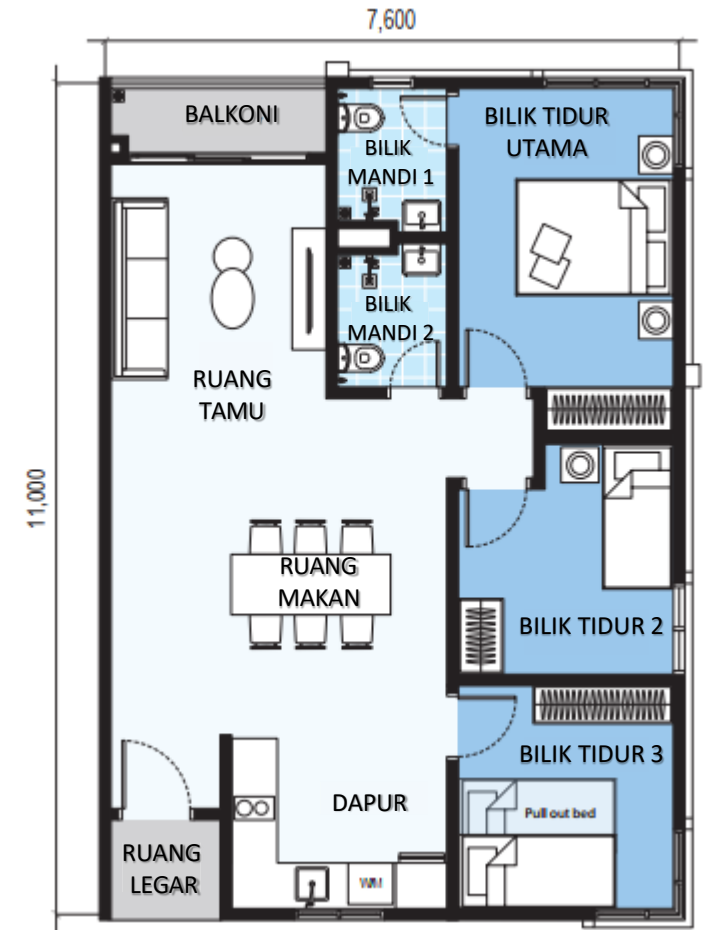 7,600
BALKONI
BILIK
MANDI 1
BILIK TIDUR
UTAMA
BILIK
MANDI 2
RUANG
TAMU
11,000
RUANG
MAKAN
BILIK TIDUR 2
BILIK TIDUR 3
DAPUR
Pull out bed
RUANG
LEGAR
WM